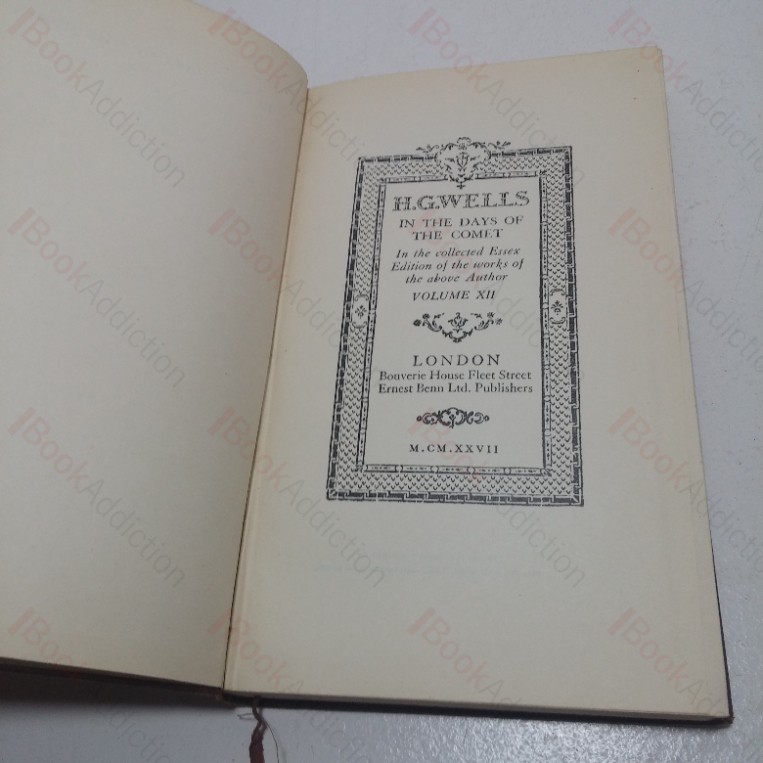 H.G.WELLS
IN THE DAYS OF
THE COMET
In the collected Essex
Edition of the works of
the above Author
VOLUME XII
LONDON
Bouverie House Fleet Street
Ernest Benn Ltd. Publishers
M.CM.XXVII
BookAddiction